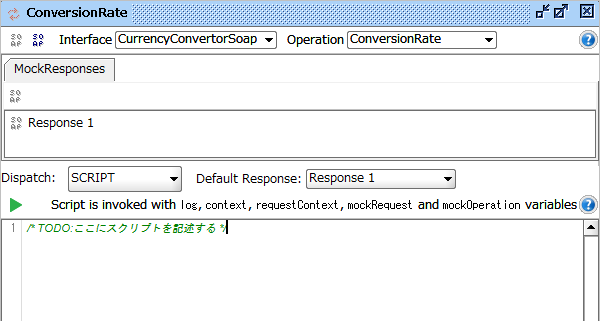 ConversionRate
Interface CurrencyConvertorSoap Operation ConversionRate
MockResponses
Response 1
Dispatch: SCRIPT Default Response: Response 1
Script is invoked with log, context, requestContext, mockRequest and mockOperation variables
1 /* TODO:ここにスクリプトを記述する */